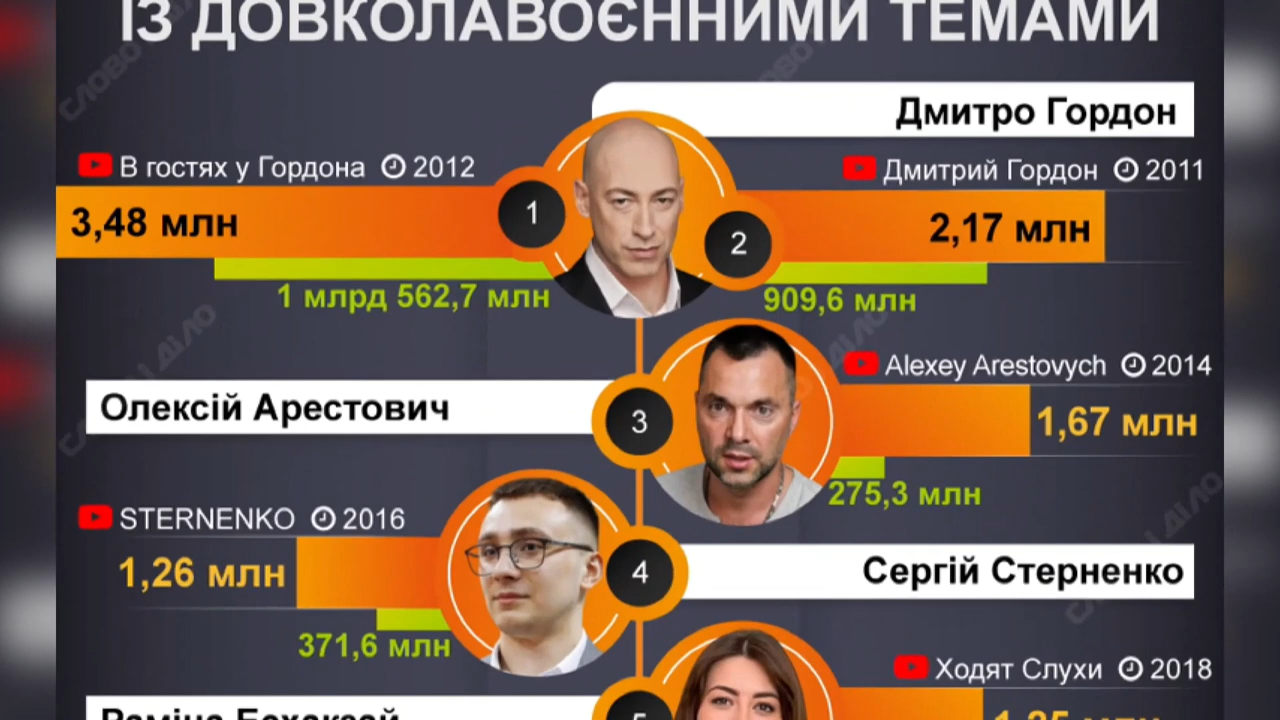 ІЗ ДОВКОЛАВОЄННИМИ ТЕМАМИ
Дмитро Гордон
В гостях у Гордона 2012
Дмитрий Гордон 2011
3,48 млн
1
2
2,17 млн
1 млрд 562,7 млн
909,6 млн
Alexey Arestovych 2014
Олексій Арестович
3
1,67 млн
275,3 млн
STERNENKO 2016
1,26 млн
4
Сергій Стерненко
371,6 млн
Ходят Слухи 2018
5